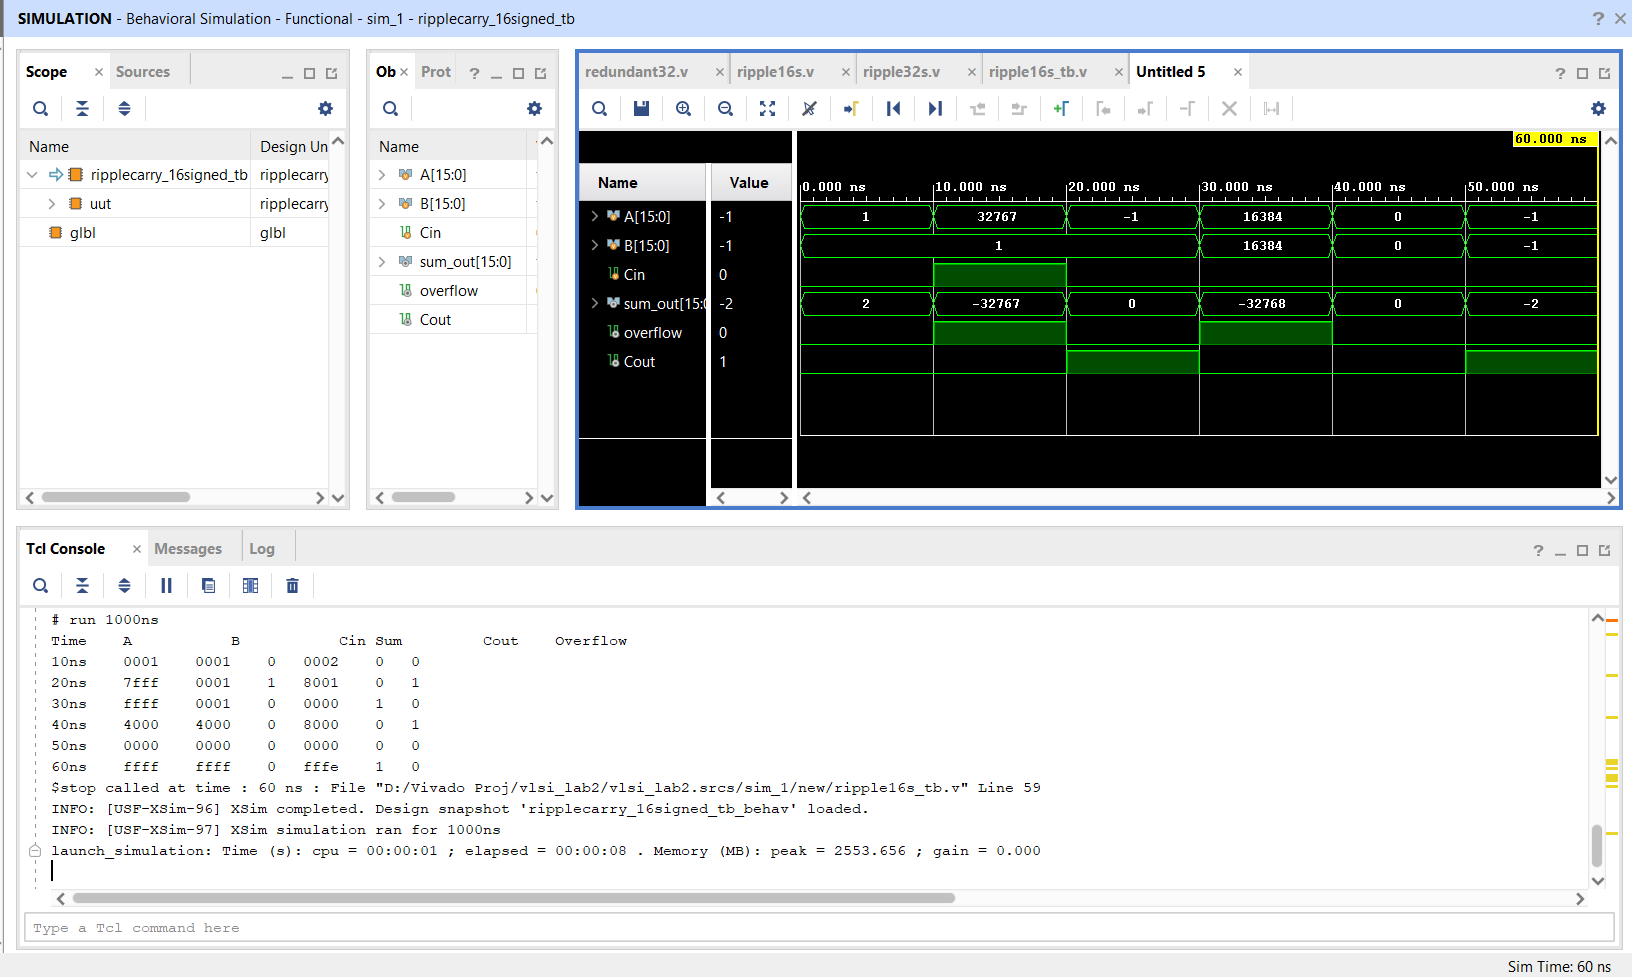 SIMULATION - Behavioral Simulation - Functional - sim_1 - ripplecarry_16signed_tb
Scope
Sources
Name
Design Un
ripplecarry_16signed_tb
ripplecarry
uut
ripplecarry
glbl
glbl
Ob
Prot
Name
A[15:0]
B[15:0]
Cin
sum_out[15:0]
overflow
Cout
redundant32.v
ripple16s.v
ripple32s.v
ripple16s_tb.v
Untitled 5
60.000 ns
Name
Value
0.000 ns 10.000 ns 20.000 ns 30.000 ns 40.000 ns 50.000 ns
A[15:0] -1 1 32767 -1 16384 0 -1
B[15:0] -1 1 16384 0 -1
Cin 0
sum_out[15:0 -2 2 -32767 0 -32768 0 -2
overflow 0
Cout 1
Tcl Console
Messages
Log
# run 1000ns
Time A B Cin Sum Cout Overflow
10ns 0001 0001 0 0002 0 0
20ns 7fff 0001 1 8001 0 1
30ns ffff 0001 0 0000 1 0
40ns 4000 4000 0 8000 0 1
50ns 0000 0000 0 0000 0 0
60ns ffff ffff 0 fffe 1 0
$stop called at time : 60 ns : File "D:/Vivado Proj/vlsi_lab2/vlsi_lab2.srcs/sim_1/new/ripple16s_tb.v" Line 59
INFO: [USF-XSim-96] XSim completed. Design snapshot 'ripplecarry_16signed_tb_behav' loaded.
INFO: [USF-XSim-97] XSim simulation ran for 1000ns
launch_simulation: Time (s): cpu = 00:00:01 ; elapsed = 00:00:08 . Memory (MB): peak = 2553.656 ; gain = 0.000
Type a Tcl command here
Sim Time: 60 ns